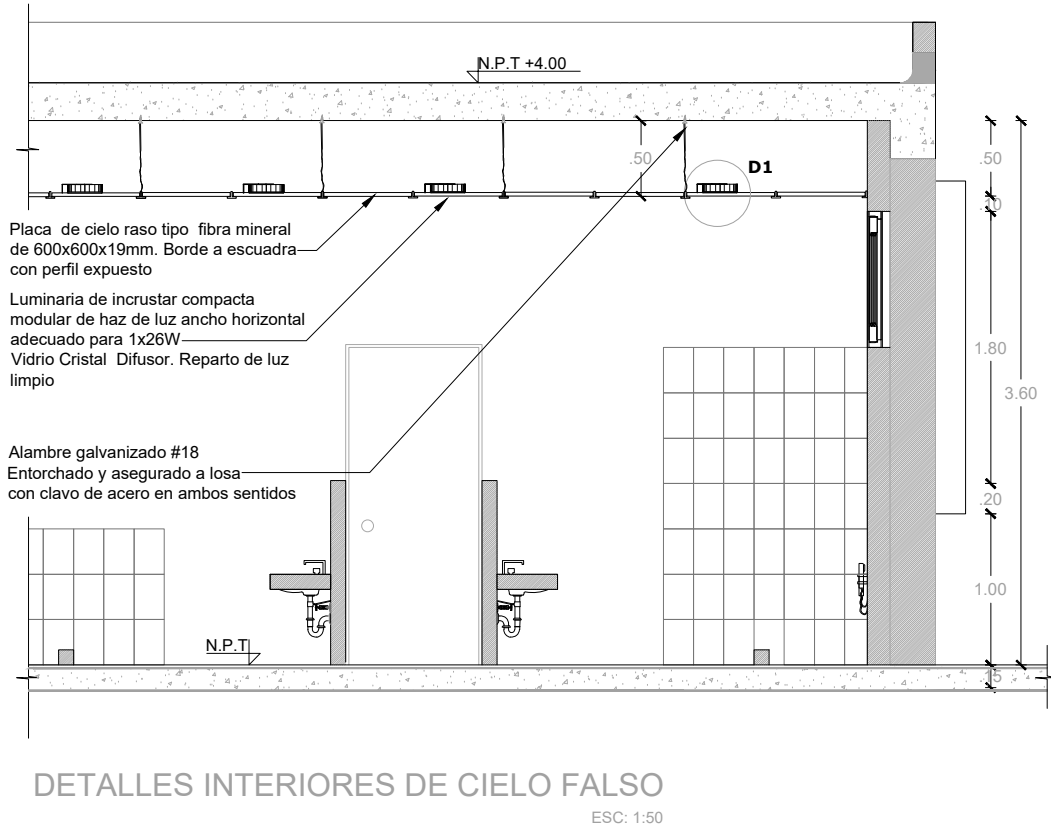 N.P.T +4.00
.50
D1
.50
.10
Placa de cielo raso tipo fibra mineral
de 600x600x19mm. Borde a escuadra
con perfil expuesto
Luminaria de incrustar compacta
modular de haz de luz ancho horizontal
adecuado para 1x26W
Vidrio Cristal Difusor. Reparto de luz
limpio
1.80
3.60
Alambre galvanizado #18
Entorchado y asegurado a losa
con clavo de acero en ambos sentidos
.20
1.00
N.P.T
.15
DETALLES INTERIORES DE CIELO FALSO
ESC: 1:50